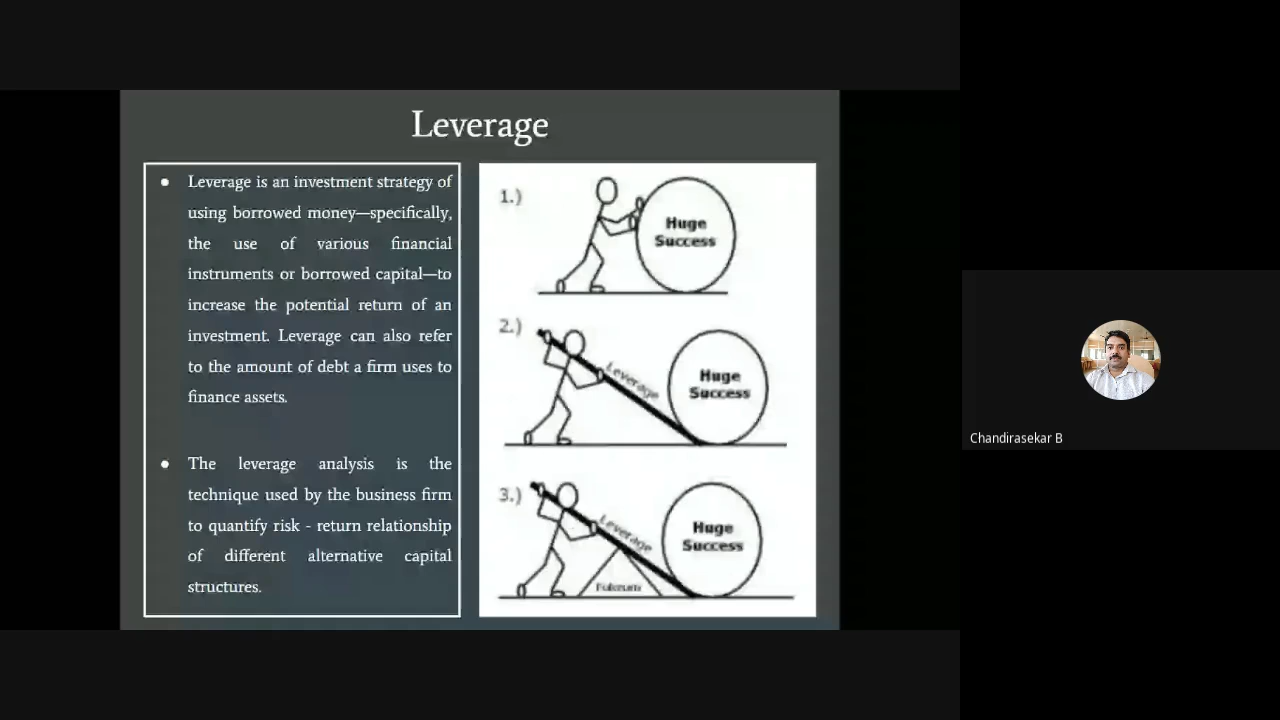 Leverage
• Leverage is an investment strategy of
using borrowed money—specifically,
the use of various financial
instruments or borrowed capital—to
increase the potential return of an
investment. Leverage can also refer
to the amount of debt a firm uses to
finance assets.
• The leverage analysis is the
technique used by the business firm
to quantify risk - return relationship
of different alternative capital
structures.
1.)
Huge
Success
2.)
Leverage
Huge
Success
3.)
Leverage
Huge
Success
Fulcrum
Chandirasekar B